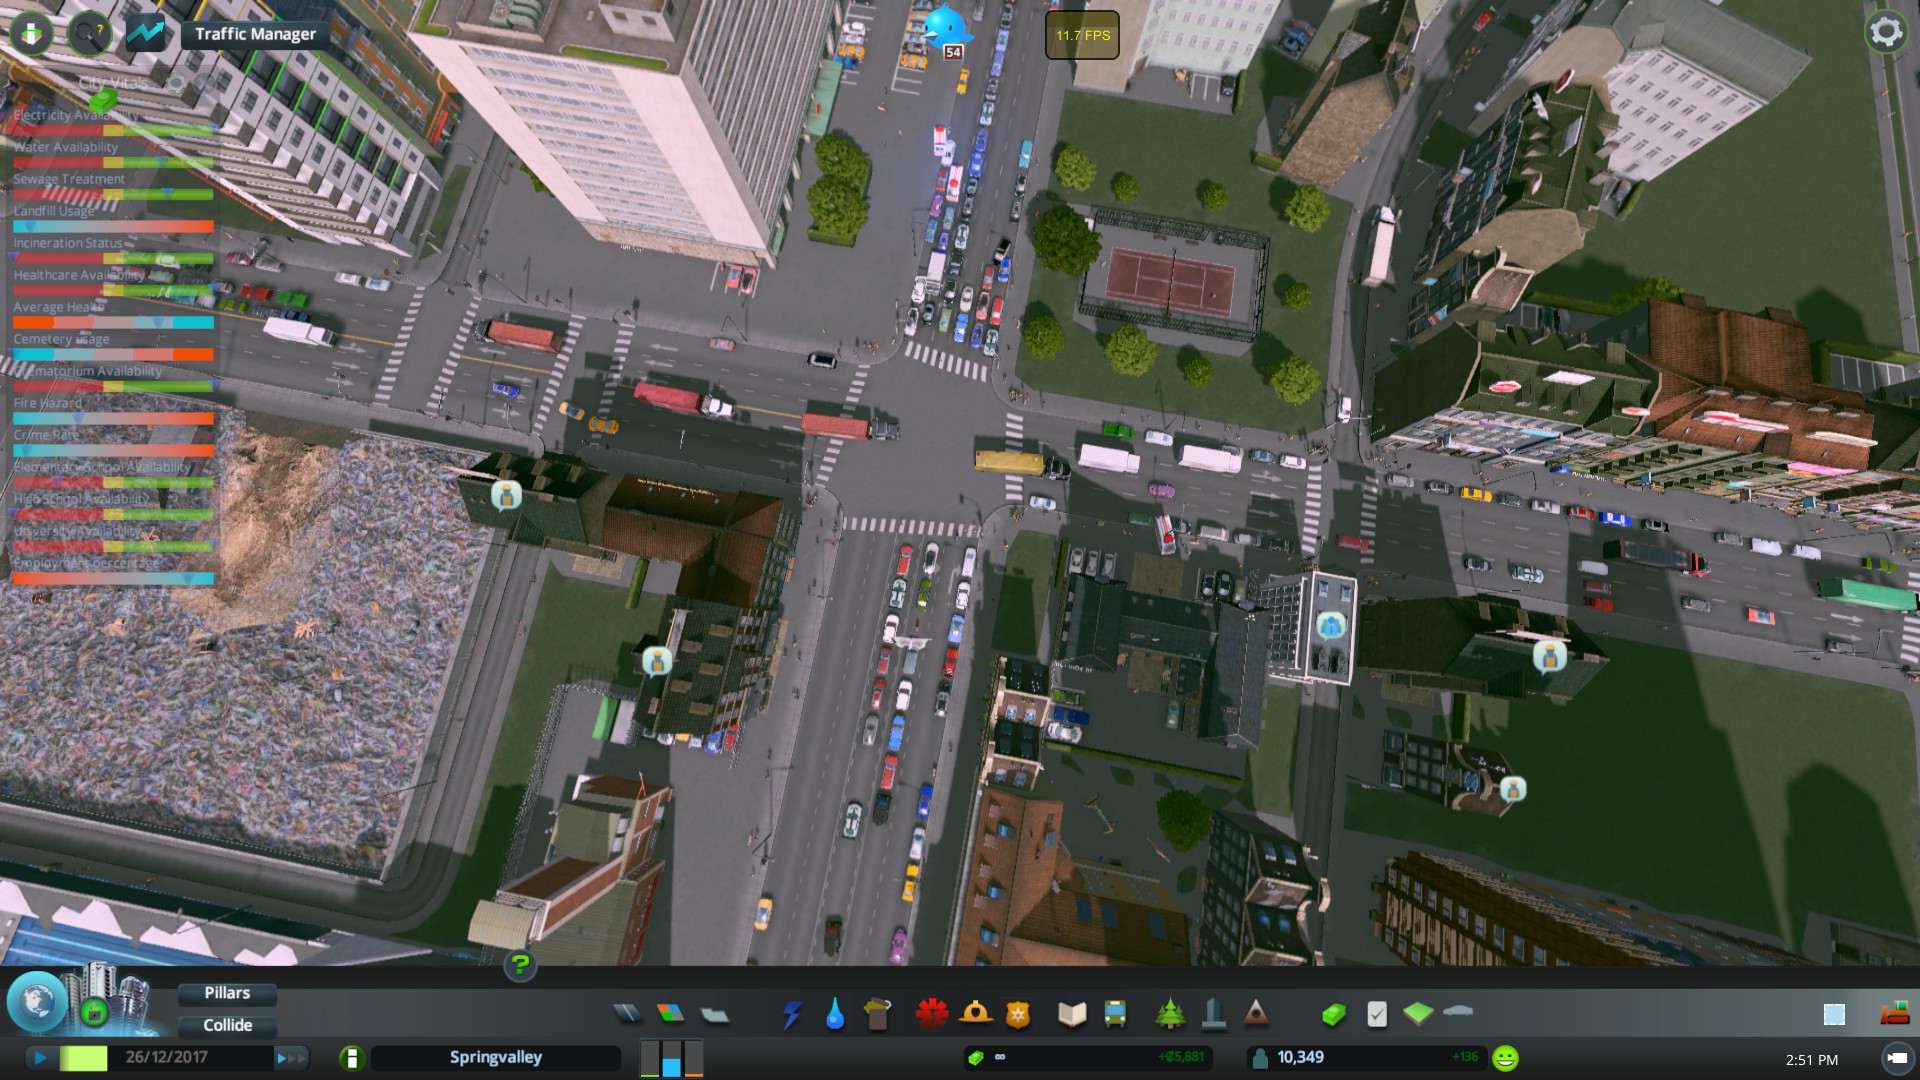 Traffic Manager
54
11.7 FPS
City Vitals
Electricity Availability
Water Availability
Sewage Treatment
Landfill Usage
Incineration Status
Healthcare Availability
Average Health
Cemetery usage
Crematorium Availability
Fire Hazard
Crime Rate
Elementary School Availability
High School Availability
University Availability
Employment percentage
?
Pillars
Collide
26/12/2017
Springvalley
∞
+₡5,881
10,349
+136
2:51 PM